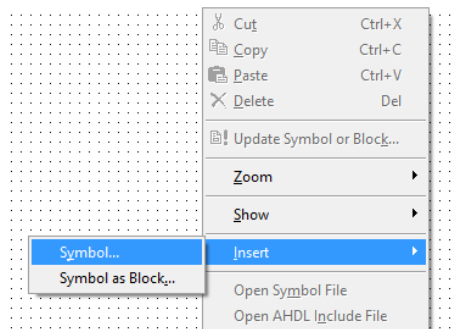 Cut Ctrl+X
Copy Ctrl+C
Paste Ctrl+V
Delete Del
Update Symbol or Block...
Zoom
Show
Insert
Symbol...
Symbol as Block...
Open Symbol File
Open AHDL Include File